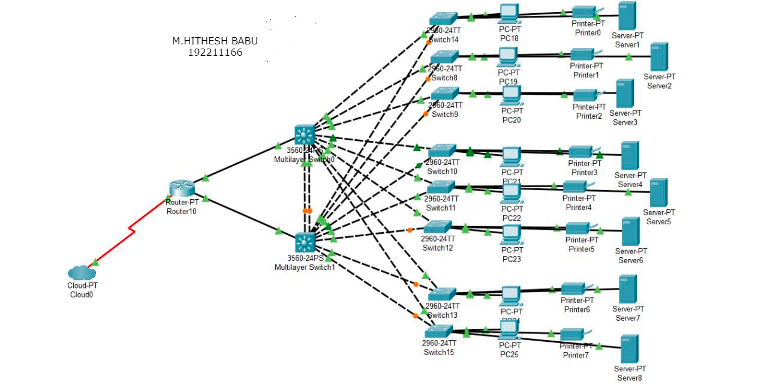 M.HITHESH BABU
192211166
2960-24TT
Switch14
PC-PT
PC18
Printer-PT
Printer0
Server-PT
Server1
2960-24TT
Switch8
PC-PT
PC19
Printer-PT
Printer1
Server-PT
Server2
2960-24TT
Switch9
PC-PT
PC20
Printer-PT
Printer2
Server-PT
Server3
3560-24PS
Multilayer Switch0
2960-24TT
Switch10
PC-PT
PC21
Printer-PT
Printer3
Server-PT
Server4
Router-PT
Router10
2960-24TT
Switch11
PC-PT
PC22
Printer-PT
Printer4
Server-PT
Server5
2960-24TT
Switch12
PC-PT
PC23
Printer-PT
Printer5
Server-PT
Server6
3560-24PS
Multilayer Switch1
Cloud-PT
Cloud0
2960-24TT
Switch13
PC-PT
Printer-PT
Printer6
Server-PT
Server7
2960-24TT
Switch15
PC-PT
PC25
Printer-PT
Printer7
Server-PT
Server8